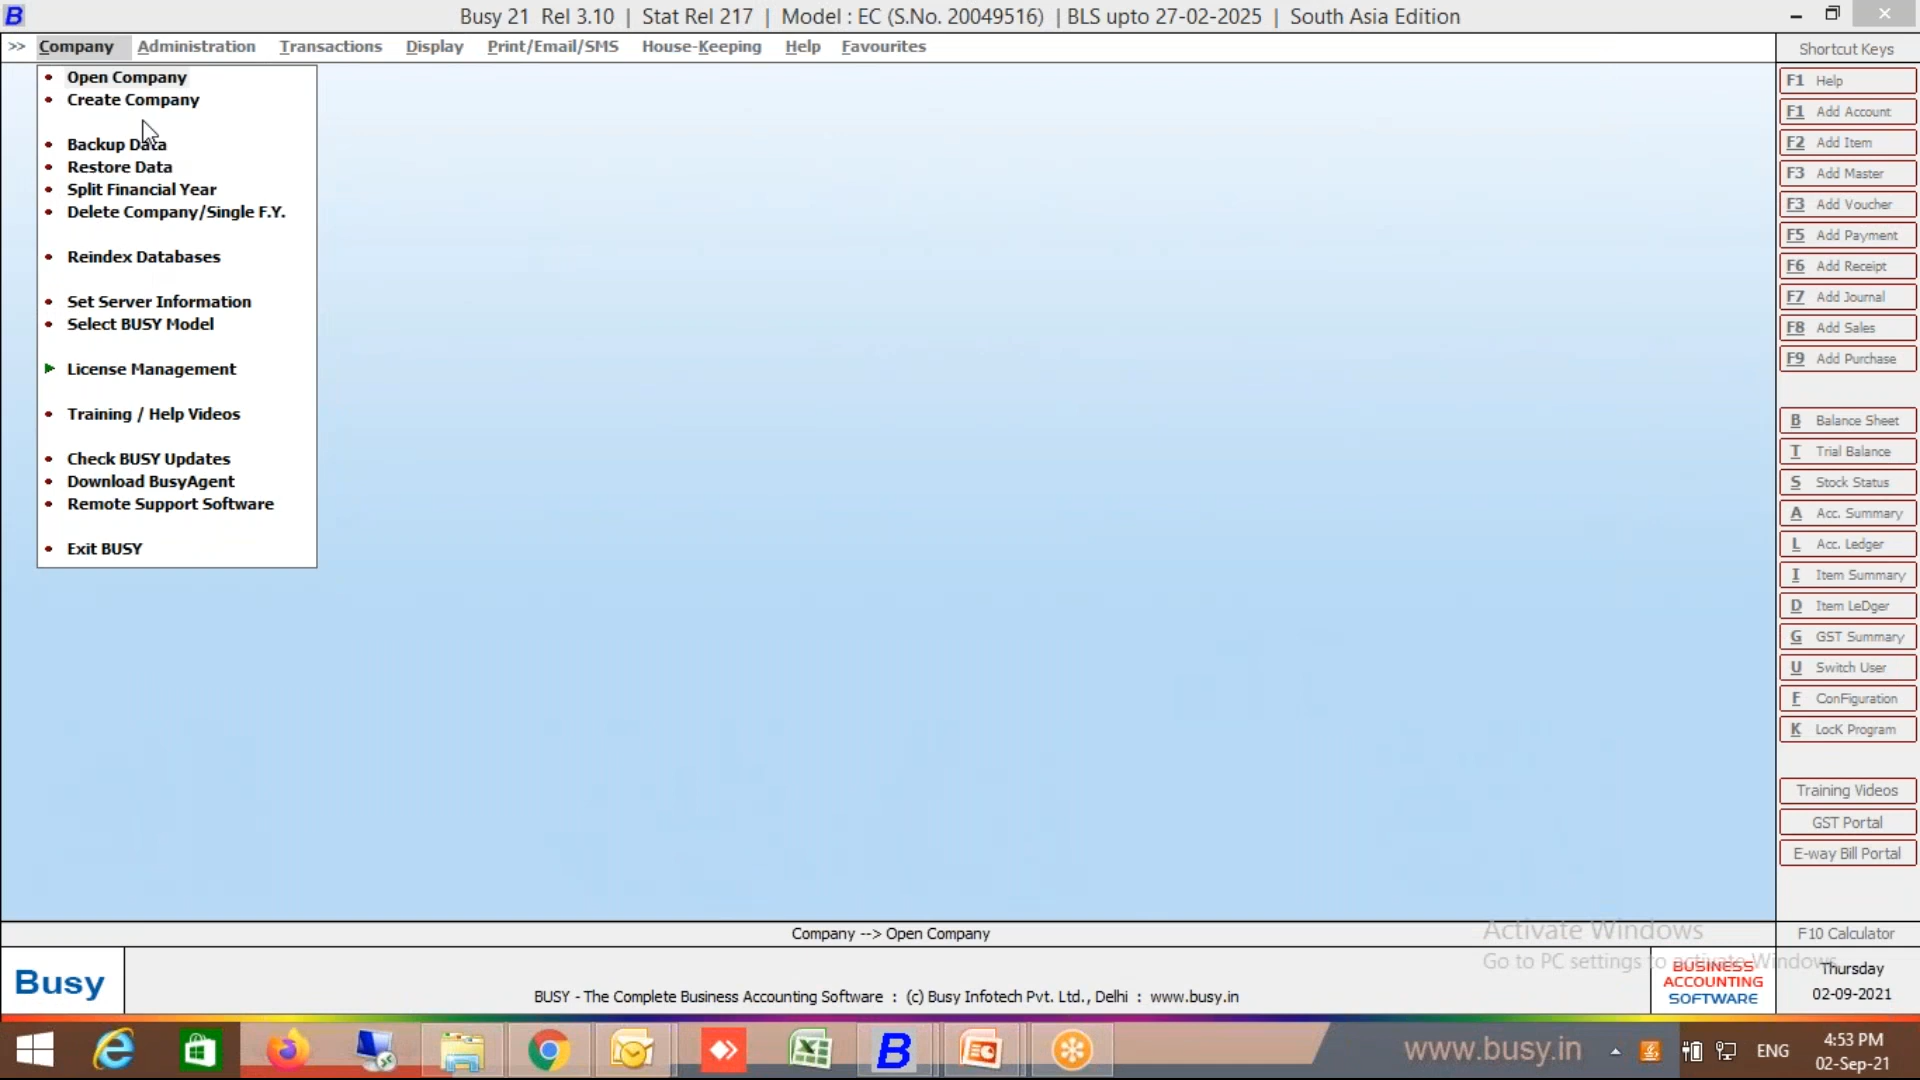 B
Busy 21 Rel 3.10 | Stat Rel 217 | Model : EC (S.No. 20049516) | BLS upto 27-02-2025 | South Asia Edition
>> Company Administration Transactions Display Print/Email/SMS House-Keeping Help Favourites
Shortcut Keys
Open Company
Create Company
Backup Data
Restore Data
Split Financial Year
Delete Company/Single F.Y.
Reindex Databases
Set Server Information
Select BUSY Model
License Management
Training / Help Videos
Check BUSY Updates
Download BusyAgent
Remote Support Software
Exit BUSY
F1 Help
F1 Add Account
F2 Add Item
F3 Add Master
F3 Add Voucher
F5 Add Payment
F6 Add Receipt
F7 Add Journal
F8 Add Sales
F9 Add Purchase
B Balance Sheet
T Trial Balance
S Stock Status
A Acc. Summary
L Acc. Ledger
I Item Summary
D Item LeDger
G GST Summary
U Switch User
F ConFiguration
K LocK Program
Training Videos
GST Portal
E-way Bill Portal
Company --> Open Company
Activate Windows
Go to PC settings to activate Windows.
F10 Calculator
Busy
BUSY - The Complete Business Accounting Software : (c) Busy Infotech Pvt. Ltd., Delhi : www.busy.in
BUSINESS
ACCOUNTING
SOFTWARE
Thursday
02-09-2021
B
www.busy.in
ENG
4:53 PM
02-Sep-21